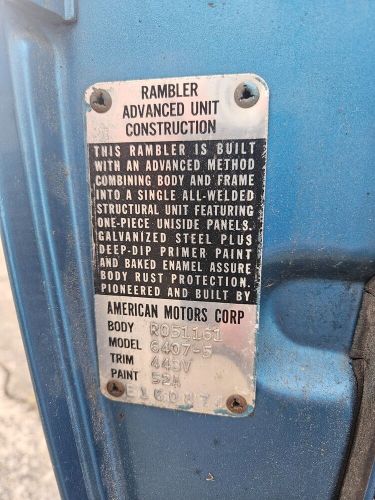 RAMBLER
ADVANCED UNIT
CONSTRUCTION
THIS RAMBLER IS BUILT
WITH AN ADVANCED METHOD
COMBINING BODY AND FRAME
INTO A SINGLE ALL-WELDED
STRUCTURAL UNIT FEATURING
ONE-PIECE UNISIDE PANELS.
GALVANIZED STEEL PLUS
DEEP-DIP PRIMER PAINT
AND BAKED ENAMEL ASSURE
BODY RUST PROTECTION.
PIONEERED AND BUILT BY
AMERICAN MOTORS CORP
BODY R051161
MODEL 6407-5
TRIM
PAINT 52A